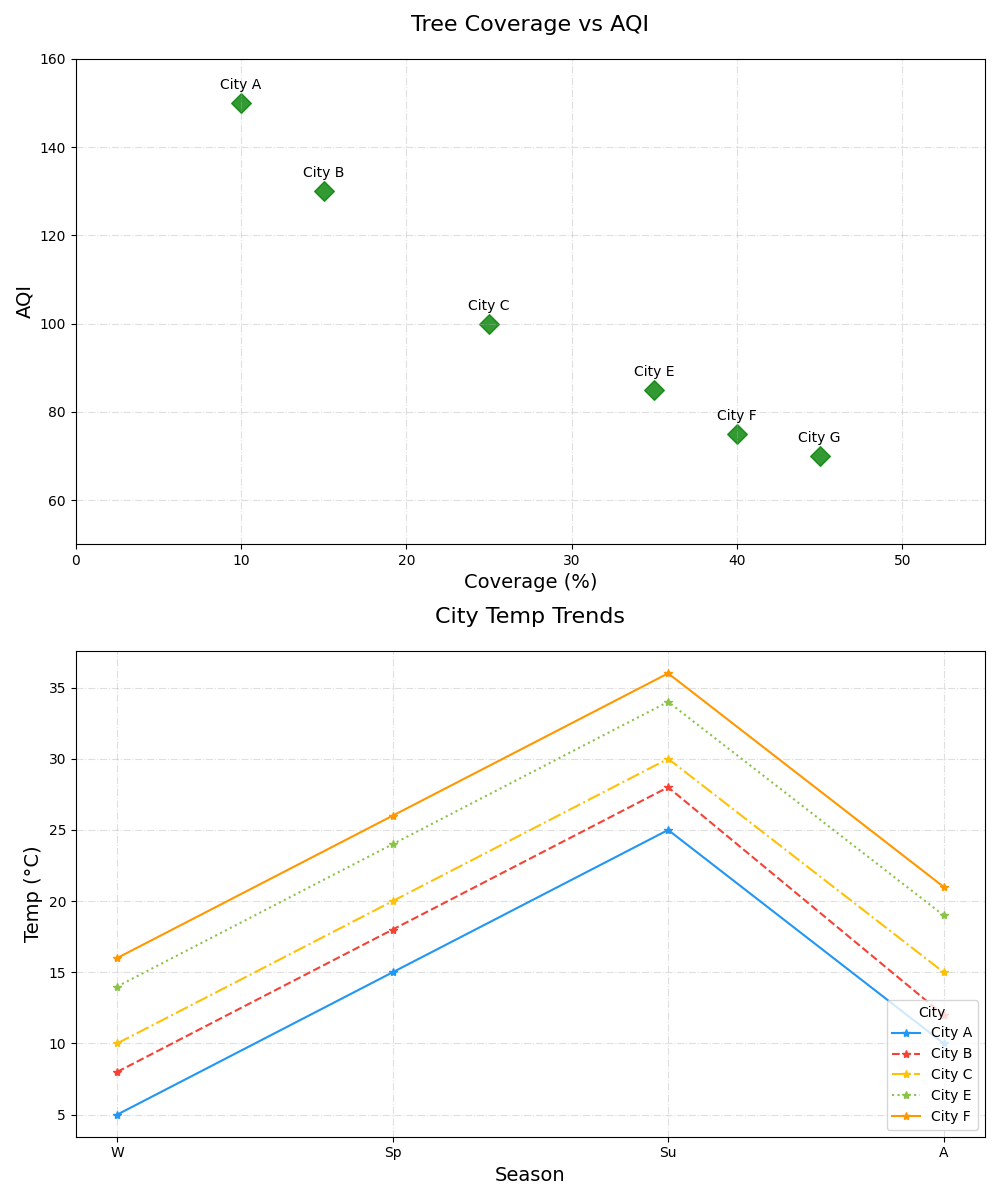 Tree Coverage vs AQI
160
140
120
100
80
60
AQI
City A
City B
City C
City E
City F
City G
0 10 20 30 40 50
Coverage (%)
City Temp Trends
35
30
25
20
15
10
5
Temp (°C)
City
City A
City B
City C
City E
City F
W Sp Su A
Season